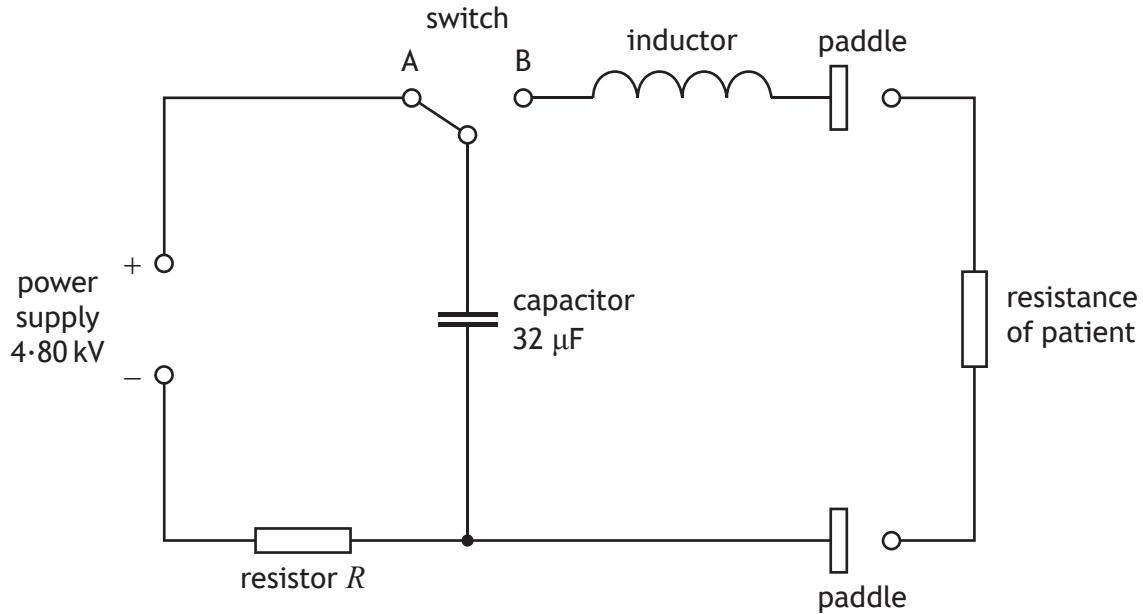 switch
A
B
inductor
paddle
+
power
supply
4·80 kV
–
capacitor
32 μF
resistance
of patient
resistor R
paddle